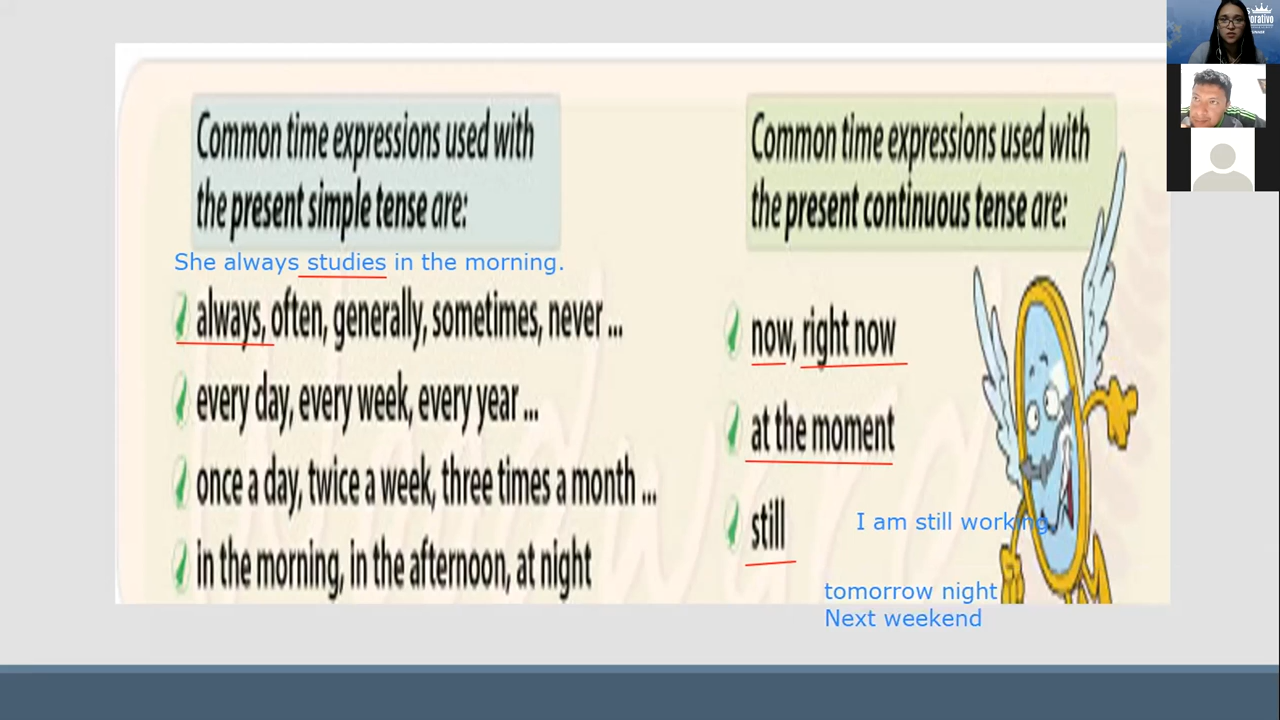 Common time expressions used with
the present simple tense are:
She always studies in the morning.
always, often, generally, sometimes, never ...
every day, every week, every year ...
once a day, twice a week, three times a month ...
in the morning, in the afternoon, at night
Common time expressions used with
the present continuous tense are:
now, right now
at the moment
still
I am still working.
tomorrow night
Next weekend